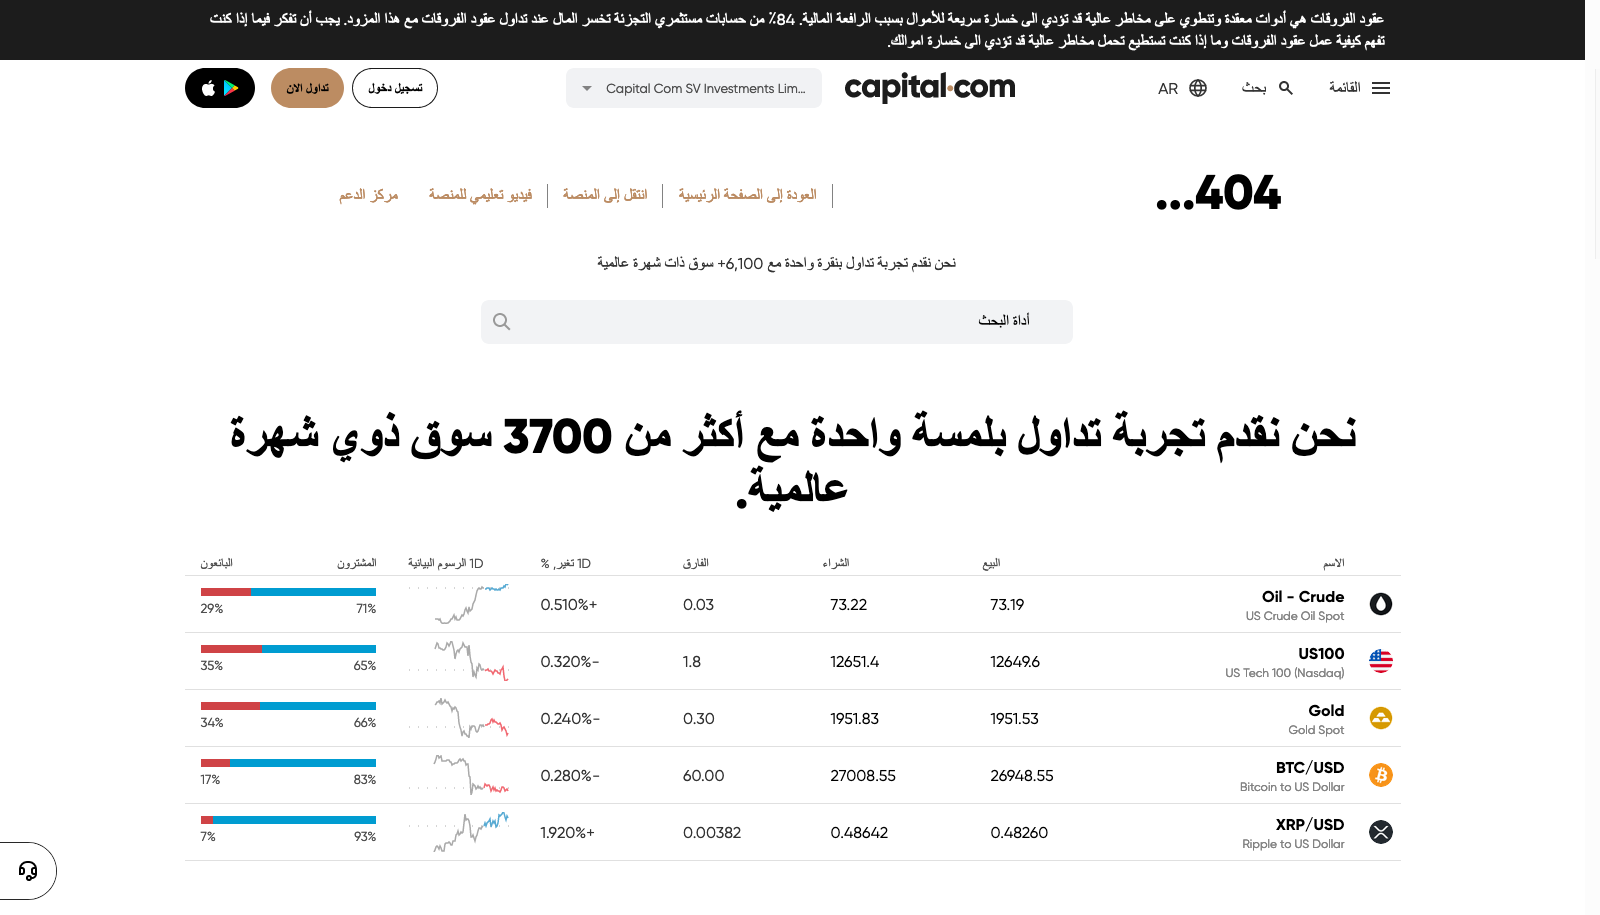 عقود الفروقات هي أدوات معقدة وتنطوي على مخاطر عالية قد تؤدي الى خسارة سريعة للأموال بسبب الرافعة المالية. 84٪ من حسابات مستثمري التجزئة تخسر المال عند تداول عقود الفروقات مع هذا المزود. يجب أن تفكر فيما إذا كنت
تفهم كيفية عمل عقود الفروقات وما إذا كنت تستطيع تحمل مخاطر عالية قد تؤدي الى خسارة اموالك.
القائمة
بحث
AR
capital.com
Capital Com SV Investments Lim...
تسجيل دخول
تداول الان
404...
العودة إلى الصفحة الرئيسية
انتقل إلى المنصة
فيديو تعليمي للمنصة
مركز الدعم
نحن نقدم تجربة تداول بنقرة واحدة مع 6,100+ سوق ذات شهرة عالمية
أداة البحث
نحن نقدم تجربة تداول بلمسة واحدة مع أكثر من 3700 سوق ذوي شهرة
عالمية.
الاسم البيع الشراء الفارق 1D تغير, % 1D الرسوم البيانية المشترون البائعون
Oil - Crude 73.19 73.22 0.03 0.510%+ 71% 29%
US Crude Oil Spot
US100 12649.6 12651.4 1.8 0.320%- 65% 35%
US Tech 100 (Nasdaq)
Gold 1951.53 1951.83 0.30 0.240%- 66% 34%
Gold Spot
BTC/USD 26948.55 27008.55 60.00 0.280%- 83% 17%
Bitcoin to US Dollar
XRP/USD 0.48260 0.48642 0.00382 1.920%+ 93% 7%
Ripple to US Dollar